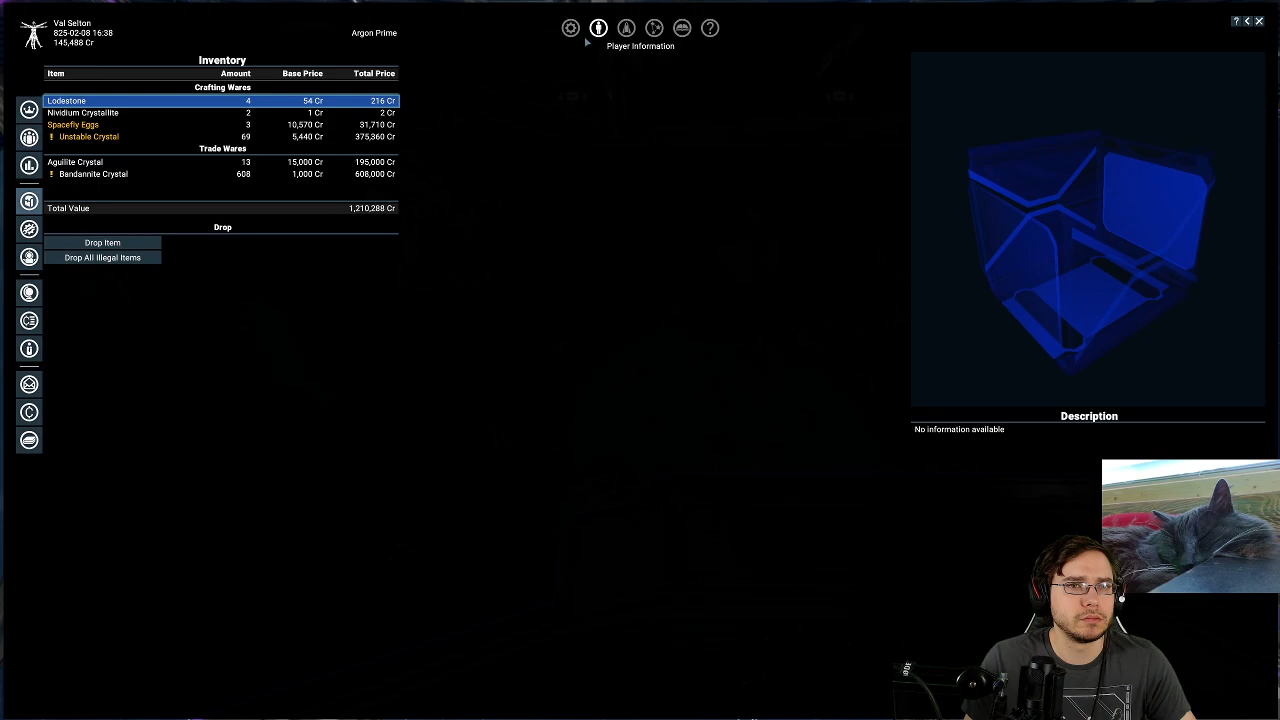 Val Selton
825-02-02 16:38
145,488 Cr
Argon Prime
Player Information
Inventory
Item Amount Base Price Total Price
Crafting Wares
Lodestone 4 54 Cr 216 Cr
Nividium Crystallite 2 1 Cr 2 Cr
Spacefly Eggs 3 10,570 Cr 31,710 Cr
! Unstable Crystal 69 5,440 Cr 375,360 Cr
Trade Wares
Aguilite Crystal 13 15,000 Cr 195,000 Cr
! Bandannite Crystal 608 1,000 Cr 608,000 Cr
Total Value 1,210,288 Cr
Drop
Drop Item
Drop All Illegal Items
Description
No information available